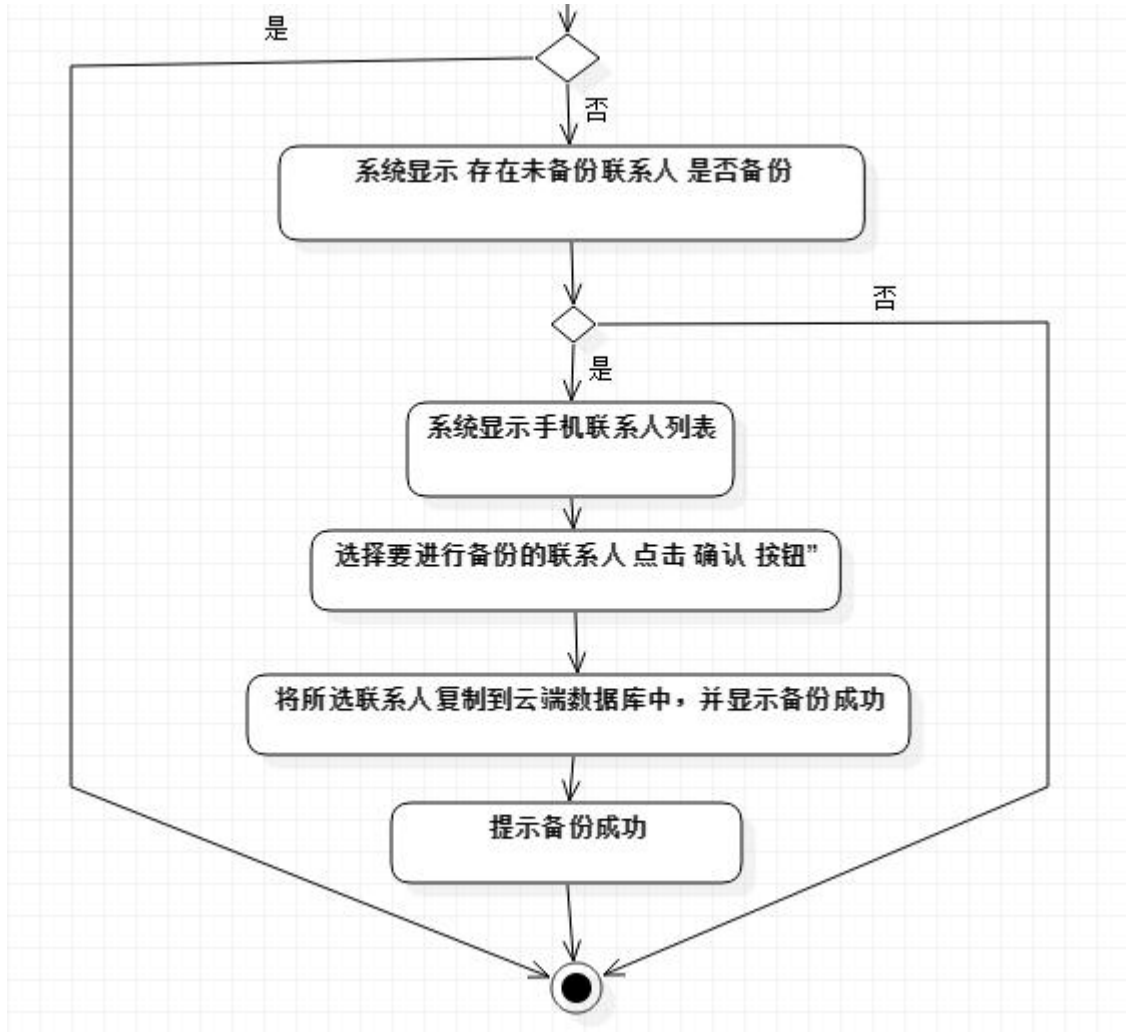 是
否
系统显示 存在未备份联系人 是否备份
否
是
系统显示手机联系人列表
选择要进行备份的联系人 点击 确认 按钮”
将所选联系人复制到云端数据库中，并显示备份成功
提示备份成功